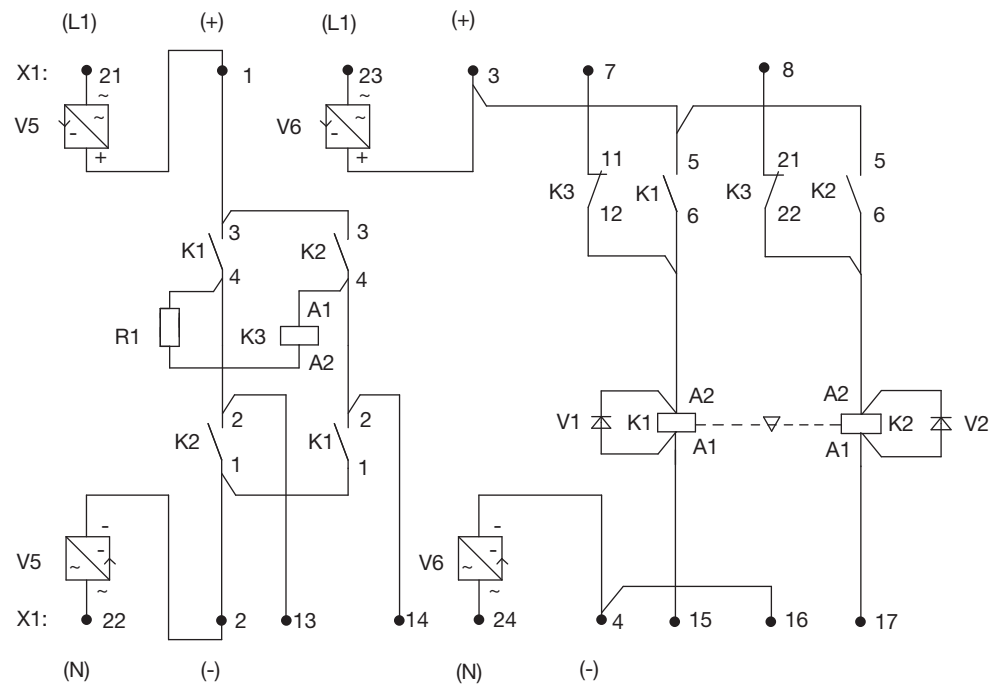 (L1) (+) (L1) (+)
X1: 21 1 23 3 7 8
~ ~
V5 ~ - V6 ~ -
+ +
11 5 21 5
K3 K1 K3 K2
12 6 22 6
3 3
K1 K2
4 4
R1 K3 A1
A2
A2 A2
V1 K1 K2 V2
A1 A1
2 2
K2 K1
1 1
- -
V5 - ~ V6 - ~
~ ~
X1: 22 2 13 14 24 4 15 16 17
(N) (-) (N) (-)